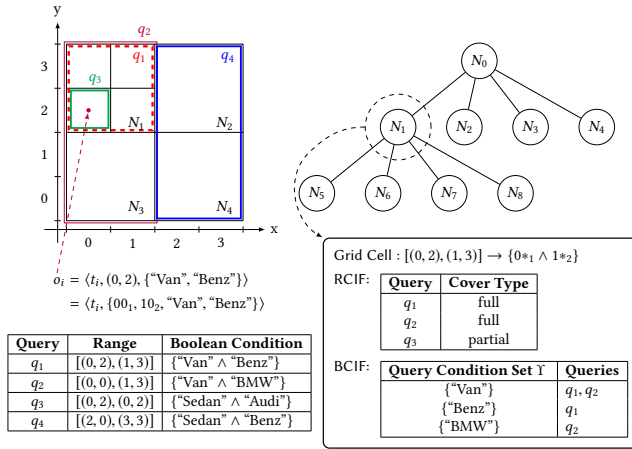 y
q₂
q₁
q₄
q₃
3
2
1
0
N₁
N₂
N₃
N₄
x
0 1 2 3
oᵢ = ⟨tᵢ, (0, 2), {“Van”, “Benz”}⟩
= ⟨tᵢ, {00₁, 10₂, “Van”, “Benz”}⟩
Query Range Boolean Condition
q₁ [(0, 2), (1, 3)] {“Van” ∧ “Benz”}
q₂ [(0, 0), (1, 3)] {“Van” ∧ “BMW”}
q₃ [(0, 2), (0, 2)] {“Sedan” ∧ “Audi”}
q₄ [(2, 0), (3, 3)] {“Sedan” ∧ “Benz”}
N₀
N₁ N₂ N₃ N₄
N₅ N₆ N₇ N₈
Grid Cell : [(0, 2), (1, 3)] → {0*₁ ∧ 1*₂}
RCIF:
Query Cover Type
q₁ full
q₂ full
q₃ partial
BCIF:
Query Condition Set ϒ Queries
{“Van”} q₁, q₂
{“Benz”} q₁
{“BMW”} q₂